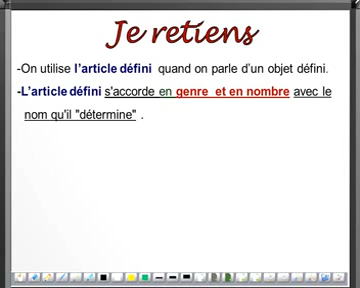 Je retiens
-On utilise l'article défini quand on parle d'un objet défini.
-L'article défini s'accorde en genre et en nombre avec le
nom qu'il "détermine" .